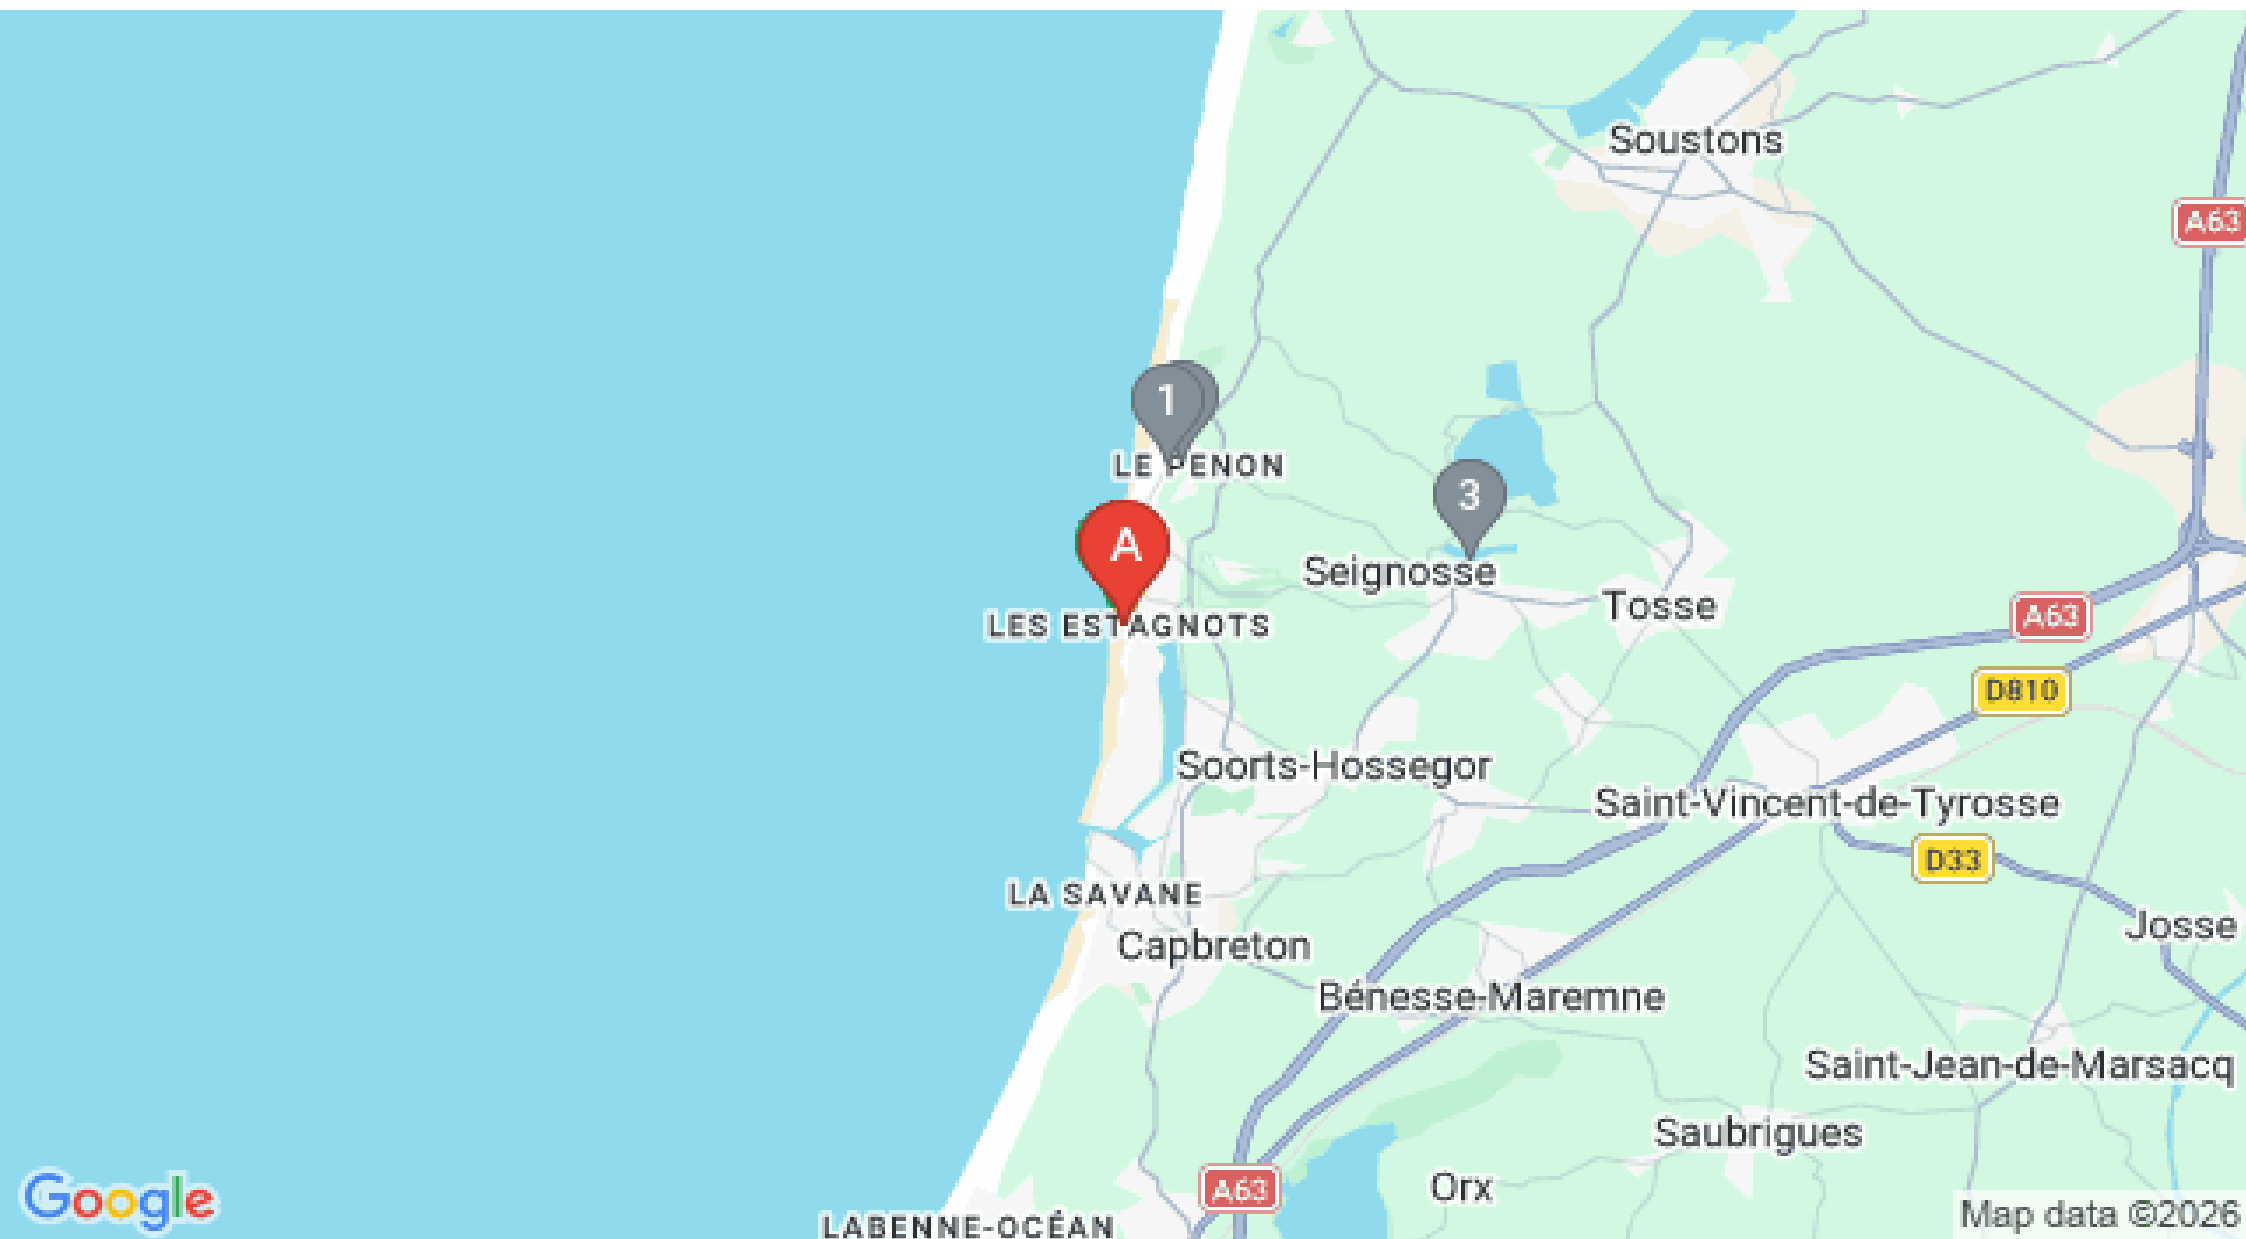 Soustons
A63
1
LE PENON
3
A
Seignosse
LES ESTAGNOTS
Tosse
A63
D810
Soorts-Hossegor
Saint-Vincent-de-Tyrosse
D33
LA SAVANE
Josse
Capbreton
Bénesse-Maremne
Saint-Jean-de-Marsacq
Saubrigues
A63
Orx
Google
LABENNE-OCÉAN
Map data ©2026